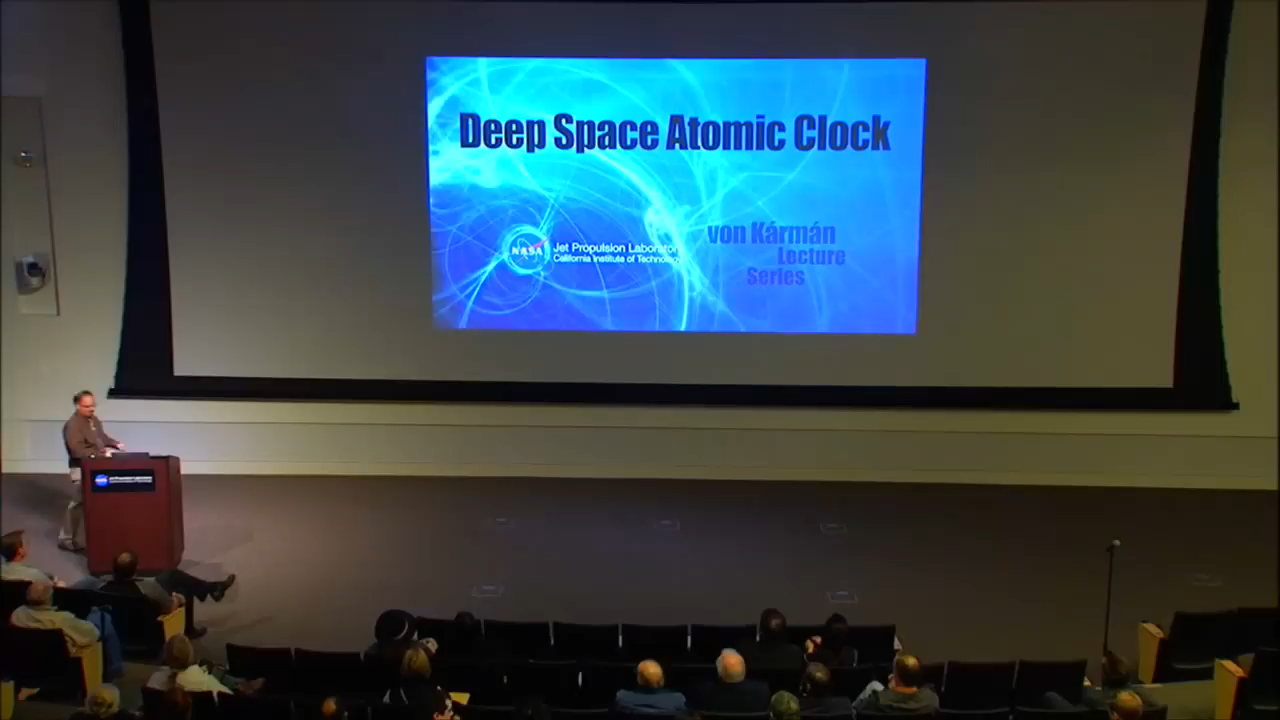 Deep Space Atomic Clock
NASA
Jet Propulsion Laboratory
California Institute of Technology
von Kármán
Lecture
Series